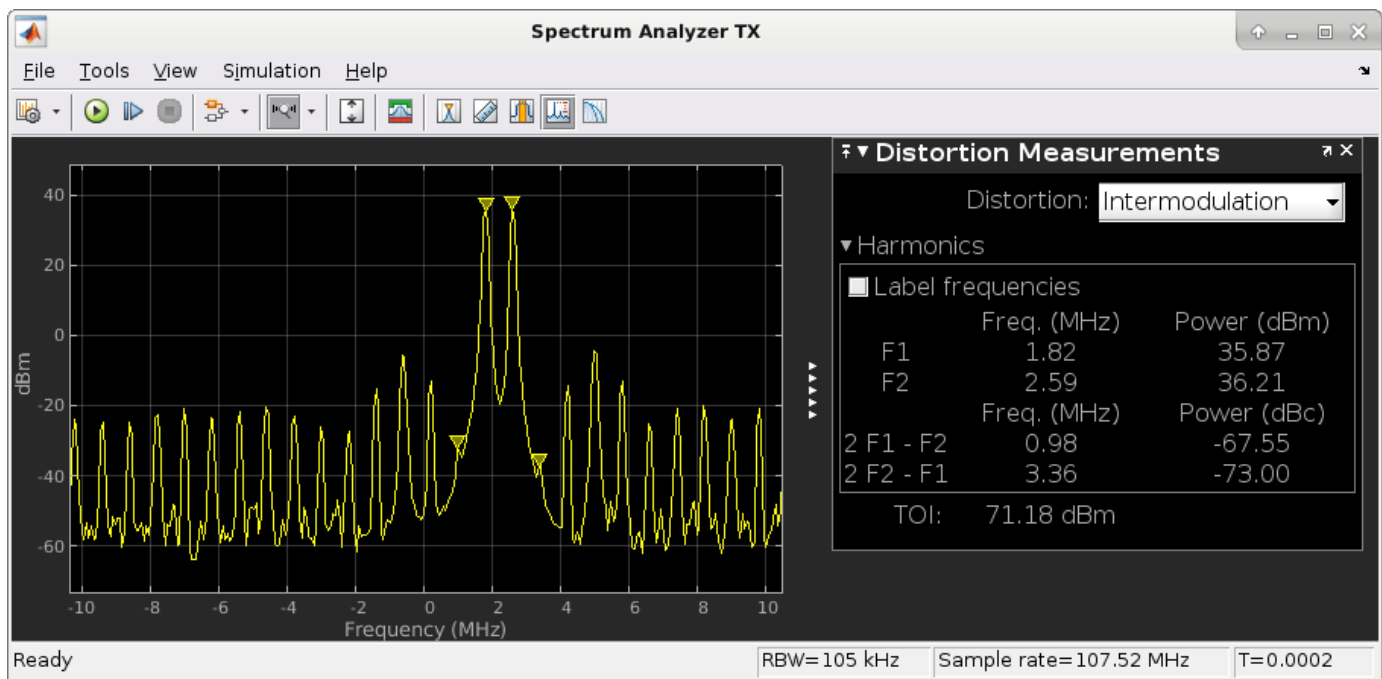 Spectrum Analyzer TX
File Tools View Simulation Help
40
20
0
-20
-40
-60
dBm
-10 -8 -6 -4 -2 0 2 4 6 8 10
Frequency (MHz)
Distortion Measurements
Distortion: Intermodulation
Harmonics
Label frequencies
Freq. (MHz) Power (dBm)
F1 1.82 35.87
F2 2.59 36.21
Freq. (MHz) Power (dBc)
2 F1 - F2 0.98 -67.55
2 F2 - F1 3.36 -73.00
TOI: 71.18 dBm
Ready RBW=105 kHz Sample rate=107.52 MHz T=0.0002